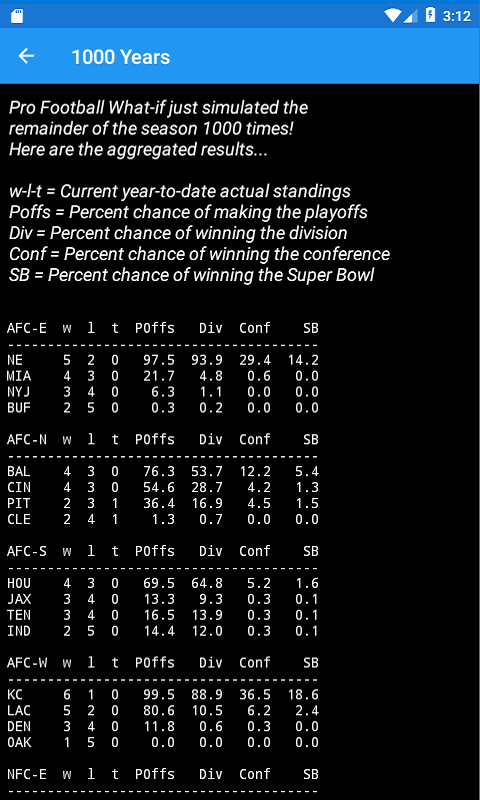 3:12
1000 Years
Pro Football What-if just simulated the
remainder of the season 1000 times!
Here are the aggregated results...
w-l-t = Current year-to-date actual standings
Poffs = Percent chance of making the playoffs
Div = Percent chance of winning the division
Conf = Percent chance of winning the conference
SB = Percent chance of winning the Super Bowl
AFC-E w l t POffs Div Conf SB
---------------------------------------
NE 5 2 0 97.5 93.9 29.4 14.2
MIA 4 3 0 21.7 4.8 0.6 0.0
NYJ 3 4 0 6.3 1.1 0.0 0.0
BUF 2 5 0 0.3 0.2 0.0 0.0
AFC-N w l t POffs Div Conf SB
---------------------------------------
BAL 4 3 0 76.3 53.7 12.2 5.4
CIN 4 3 0 54.6 28.7 4.2 1.3
PIT 2 3 1 36.4 16.9 4.5 1.5
CLE 2 4 1 1.3 0.7 0.0 0.0
AFC-S w l t POffs Div Conf SB
---------------------------------------
HOU 4 3 0 69.5 64.8 5.2 1.6
JAX 3 4 0 13.3 9.3 0.3 0.1
TEN 3 4 0 16.5 13.9 0.3 0.1
IND 2 5 0 14.4 12.0 0.3 0.1
AFC-W w l t POffs Div Conf SB
---------------------------------------
KC 6 1 0 99.5 88.9 36.5 18.6
LAC 5 2 0 80.6 10.5 6.2 2.4
DEN 3 4 0 11.8 0.6 0.3 0.0
OAK 1 5 0 0.0 0.0 0.0 0.0
NFC-E w l t POffs Div Conf SB
---------------------------------------